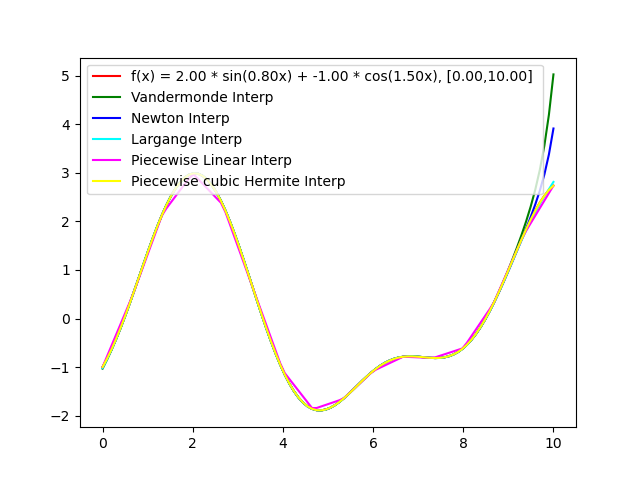 f(x) = 2.00 * sin(0.80x) + -1.00 * cos(1.50x), [0.00,10.00]
Vandermonde Interp
Newton Interp
Largange Interp
Piecewise Linear Interp
Piecewise cubic Hermite Interp
5
4
3
2
1
0
−1
−2
0 2 4 6 8 10